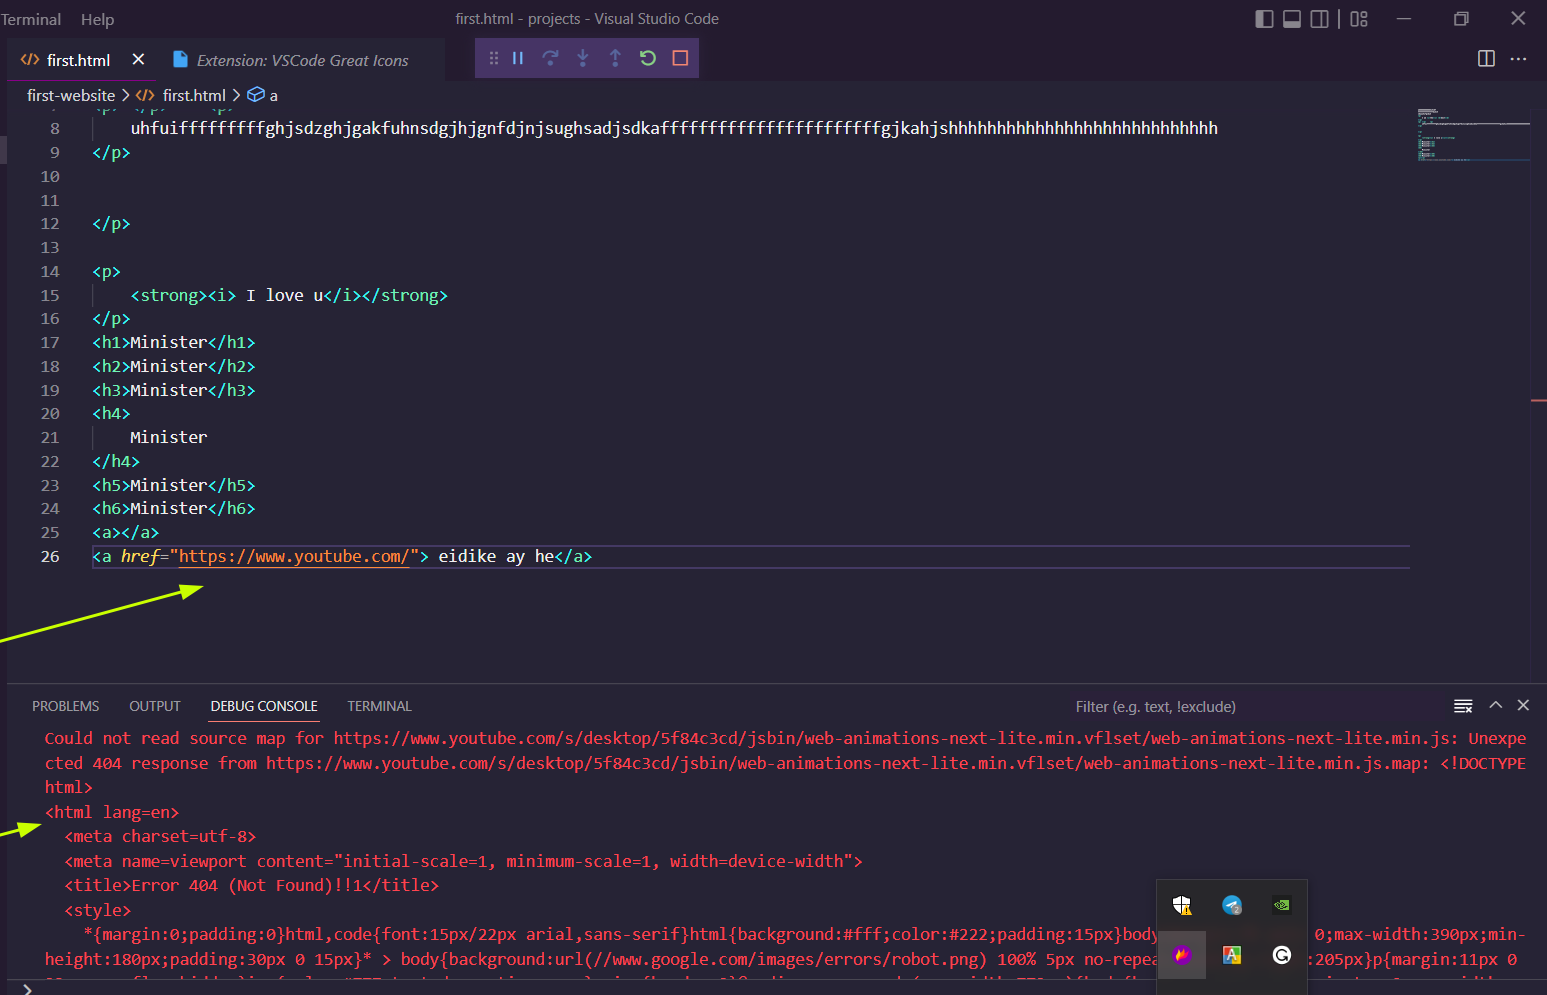 Terminal Help first.html - projects - Visual Studio Code
first.html Extension: VSCode Great Icons
first-website > first.html > a
8 uhfuifffffffffghjsdzghjgakfuhnsdgjhjgnfdjnjsughsadjsdkafffffffffffffffffffffffgjkahjshhhhhhhhhhhhhhhhhhhhhhhhhhhh
9 </p>
10
11
12 </p>
13
14 <p>
15 <strong><i> I love u</i></strong>
16 </p>
17 <h1>Minister</h1>
18 <h2>Minister</h2>
19 <h3>Minister</h3>
20 <h4>
21 Minister
22 </h4>
23 <h5>Minister</h5>
24 <h6>Minister</h6>
25 <a></a>
26 <a href="https://www.youtube.com/"> eidike ay he</a>
PROBLEMS OUTPUT DEBUG CONSOLE TERMINAL Filter (e.g. text, !exclude)
Could not read source map for https://www.youtube.com/s/desktop/5f84c3cd/jsbin/web-animations-next-lite.min.vflset/web-animations-next-lite.min.js: Unexpe
cted 404 response from https://www.youtube.com/s/desktop/5f84c3cd/jsbin/web-animations-next-lite.min.vflset/web-animations-next-lite.min.js.map: <!DOCTYPE
html>
<html lang=en>
<meta charset=utf-8>
<meta name=viewport content="initial-scale=1, minimum-scale=1, width=device-width">
<title>Error 404 (Not Found)!!1</title>
<style>
*{margin:0;padding:0}html,code{font:15px/22px arial,sans-serif}html{background:#fff;color:#222;padding:15px}body 0;max-width:390px;min-
height:180px;padding:30px 0 15px}* > body{background:url(//www.google.com/images/errors/robot.png) 100% 5px no-repea :205px}p{margin:11px 0